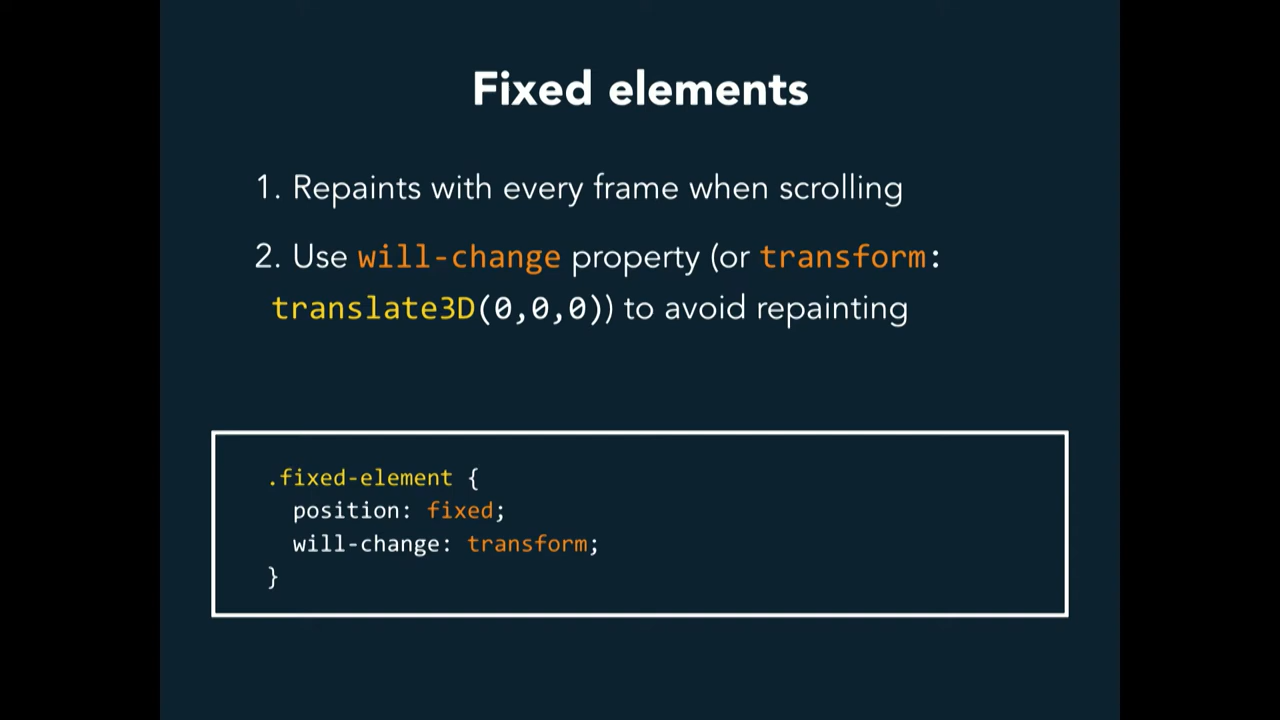 Fixed elements
1. Repaints with every frame when scrolling
2. Use will-change property (or transform:
translate3D(0,0,0)) to avoid repainting
.fixed-element {
position: fixed;
will-change: transform;
}